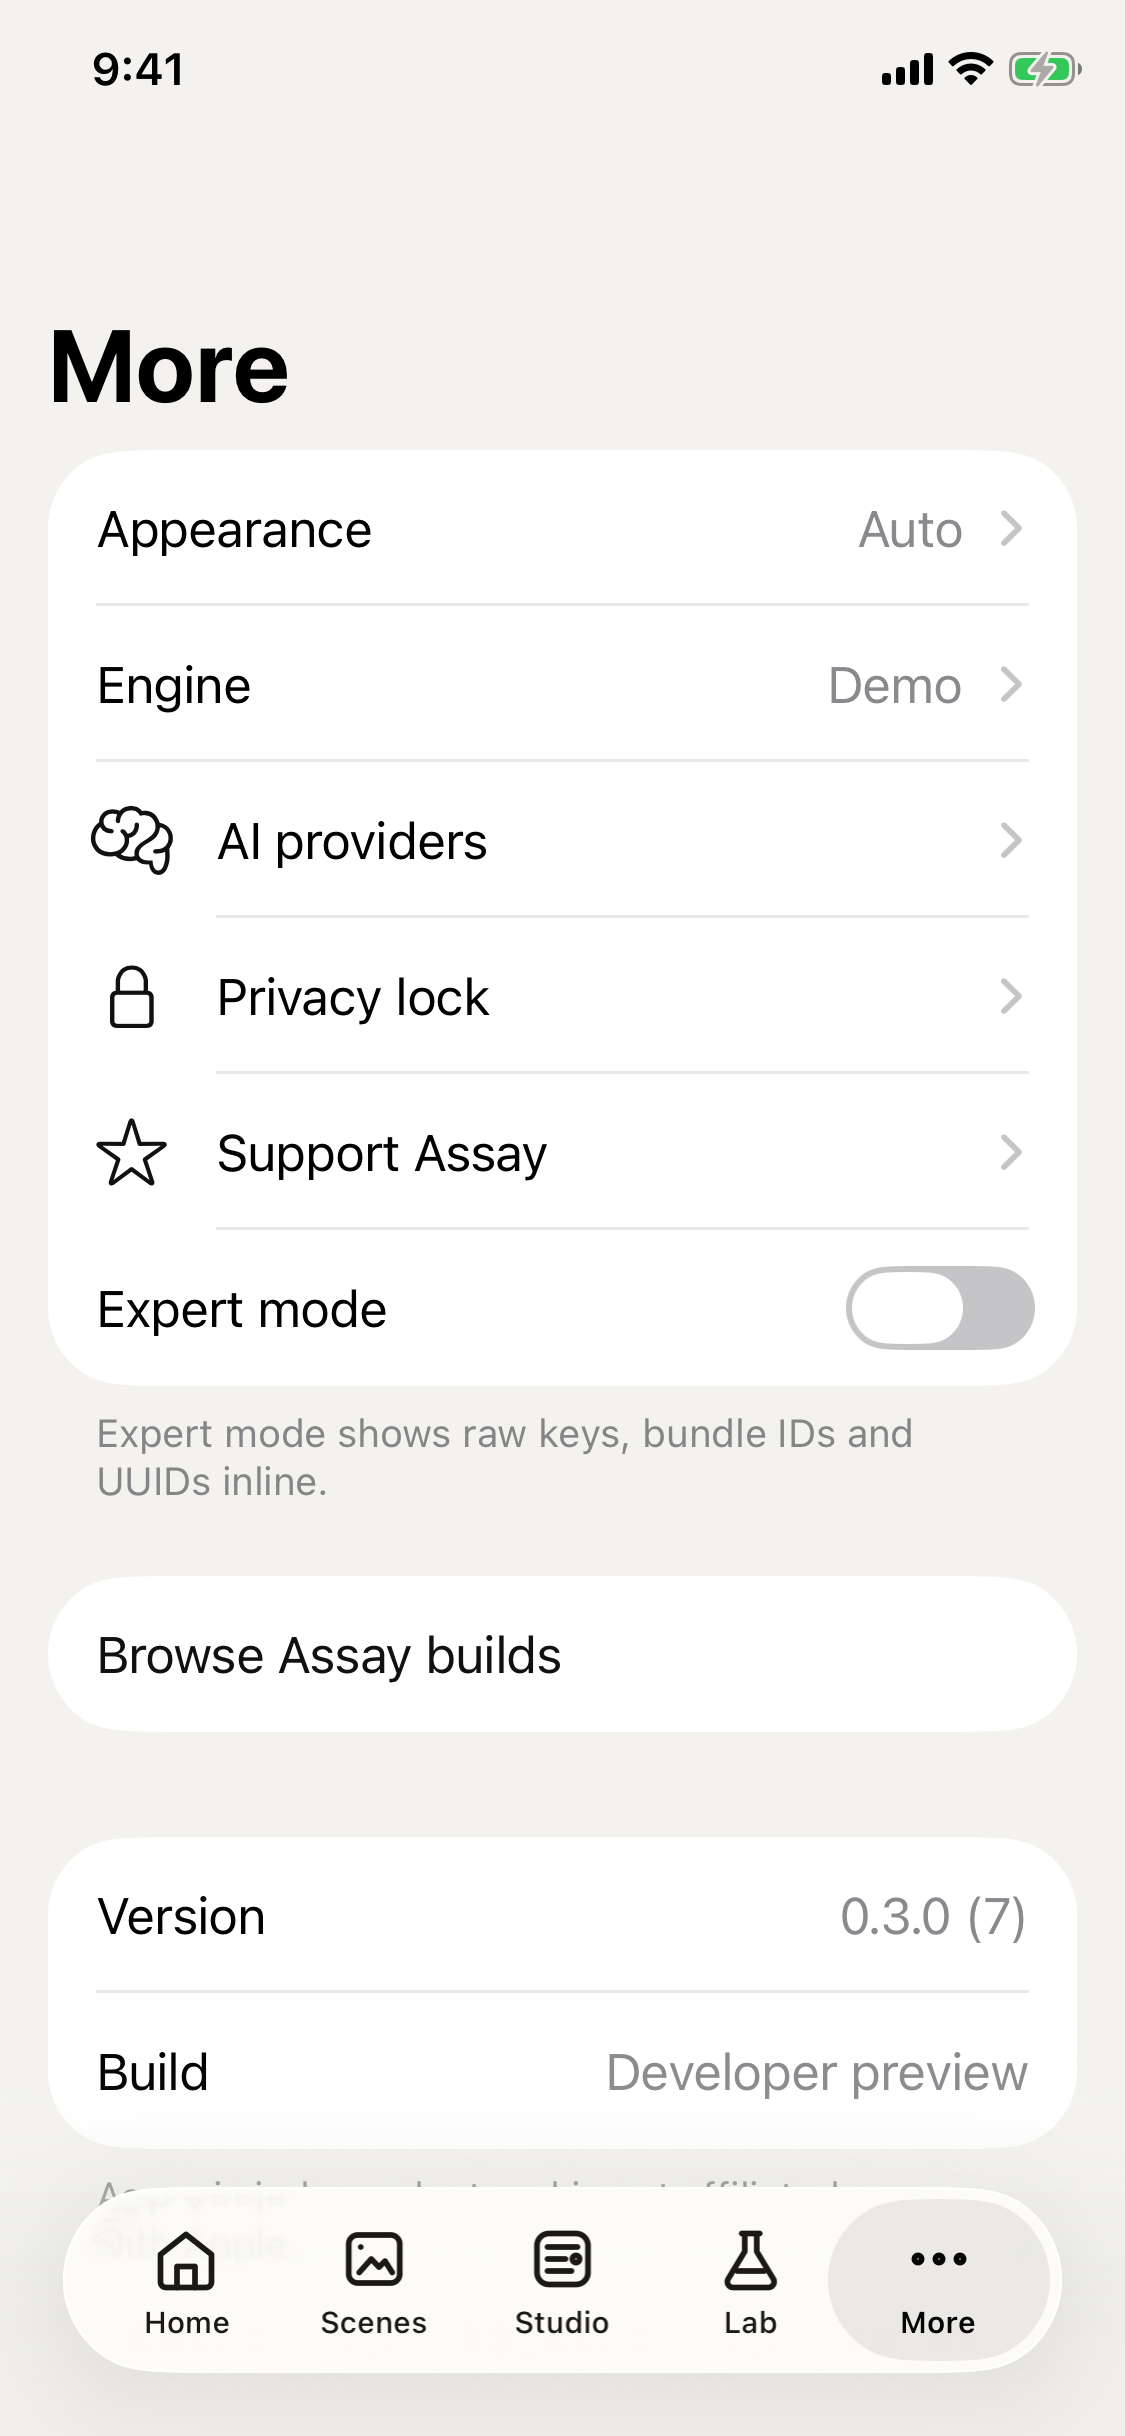 9:41
More
Appearance Auto
Engine Demo
AI providers
Privacy lock
Support Assay
Expert mode
Expert mode shows raw keys, bundle IDs and
UUIDs inline.
Browse Assay builds
Version 0.3.0 (7)
Build Developer preview
Home Scenes Studio Lab More